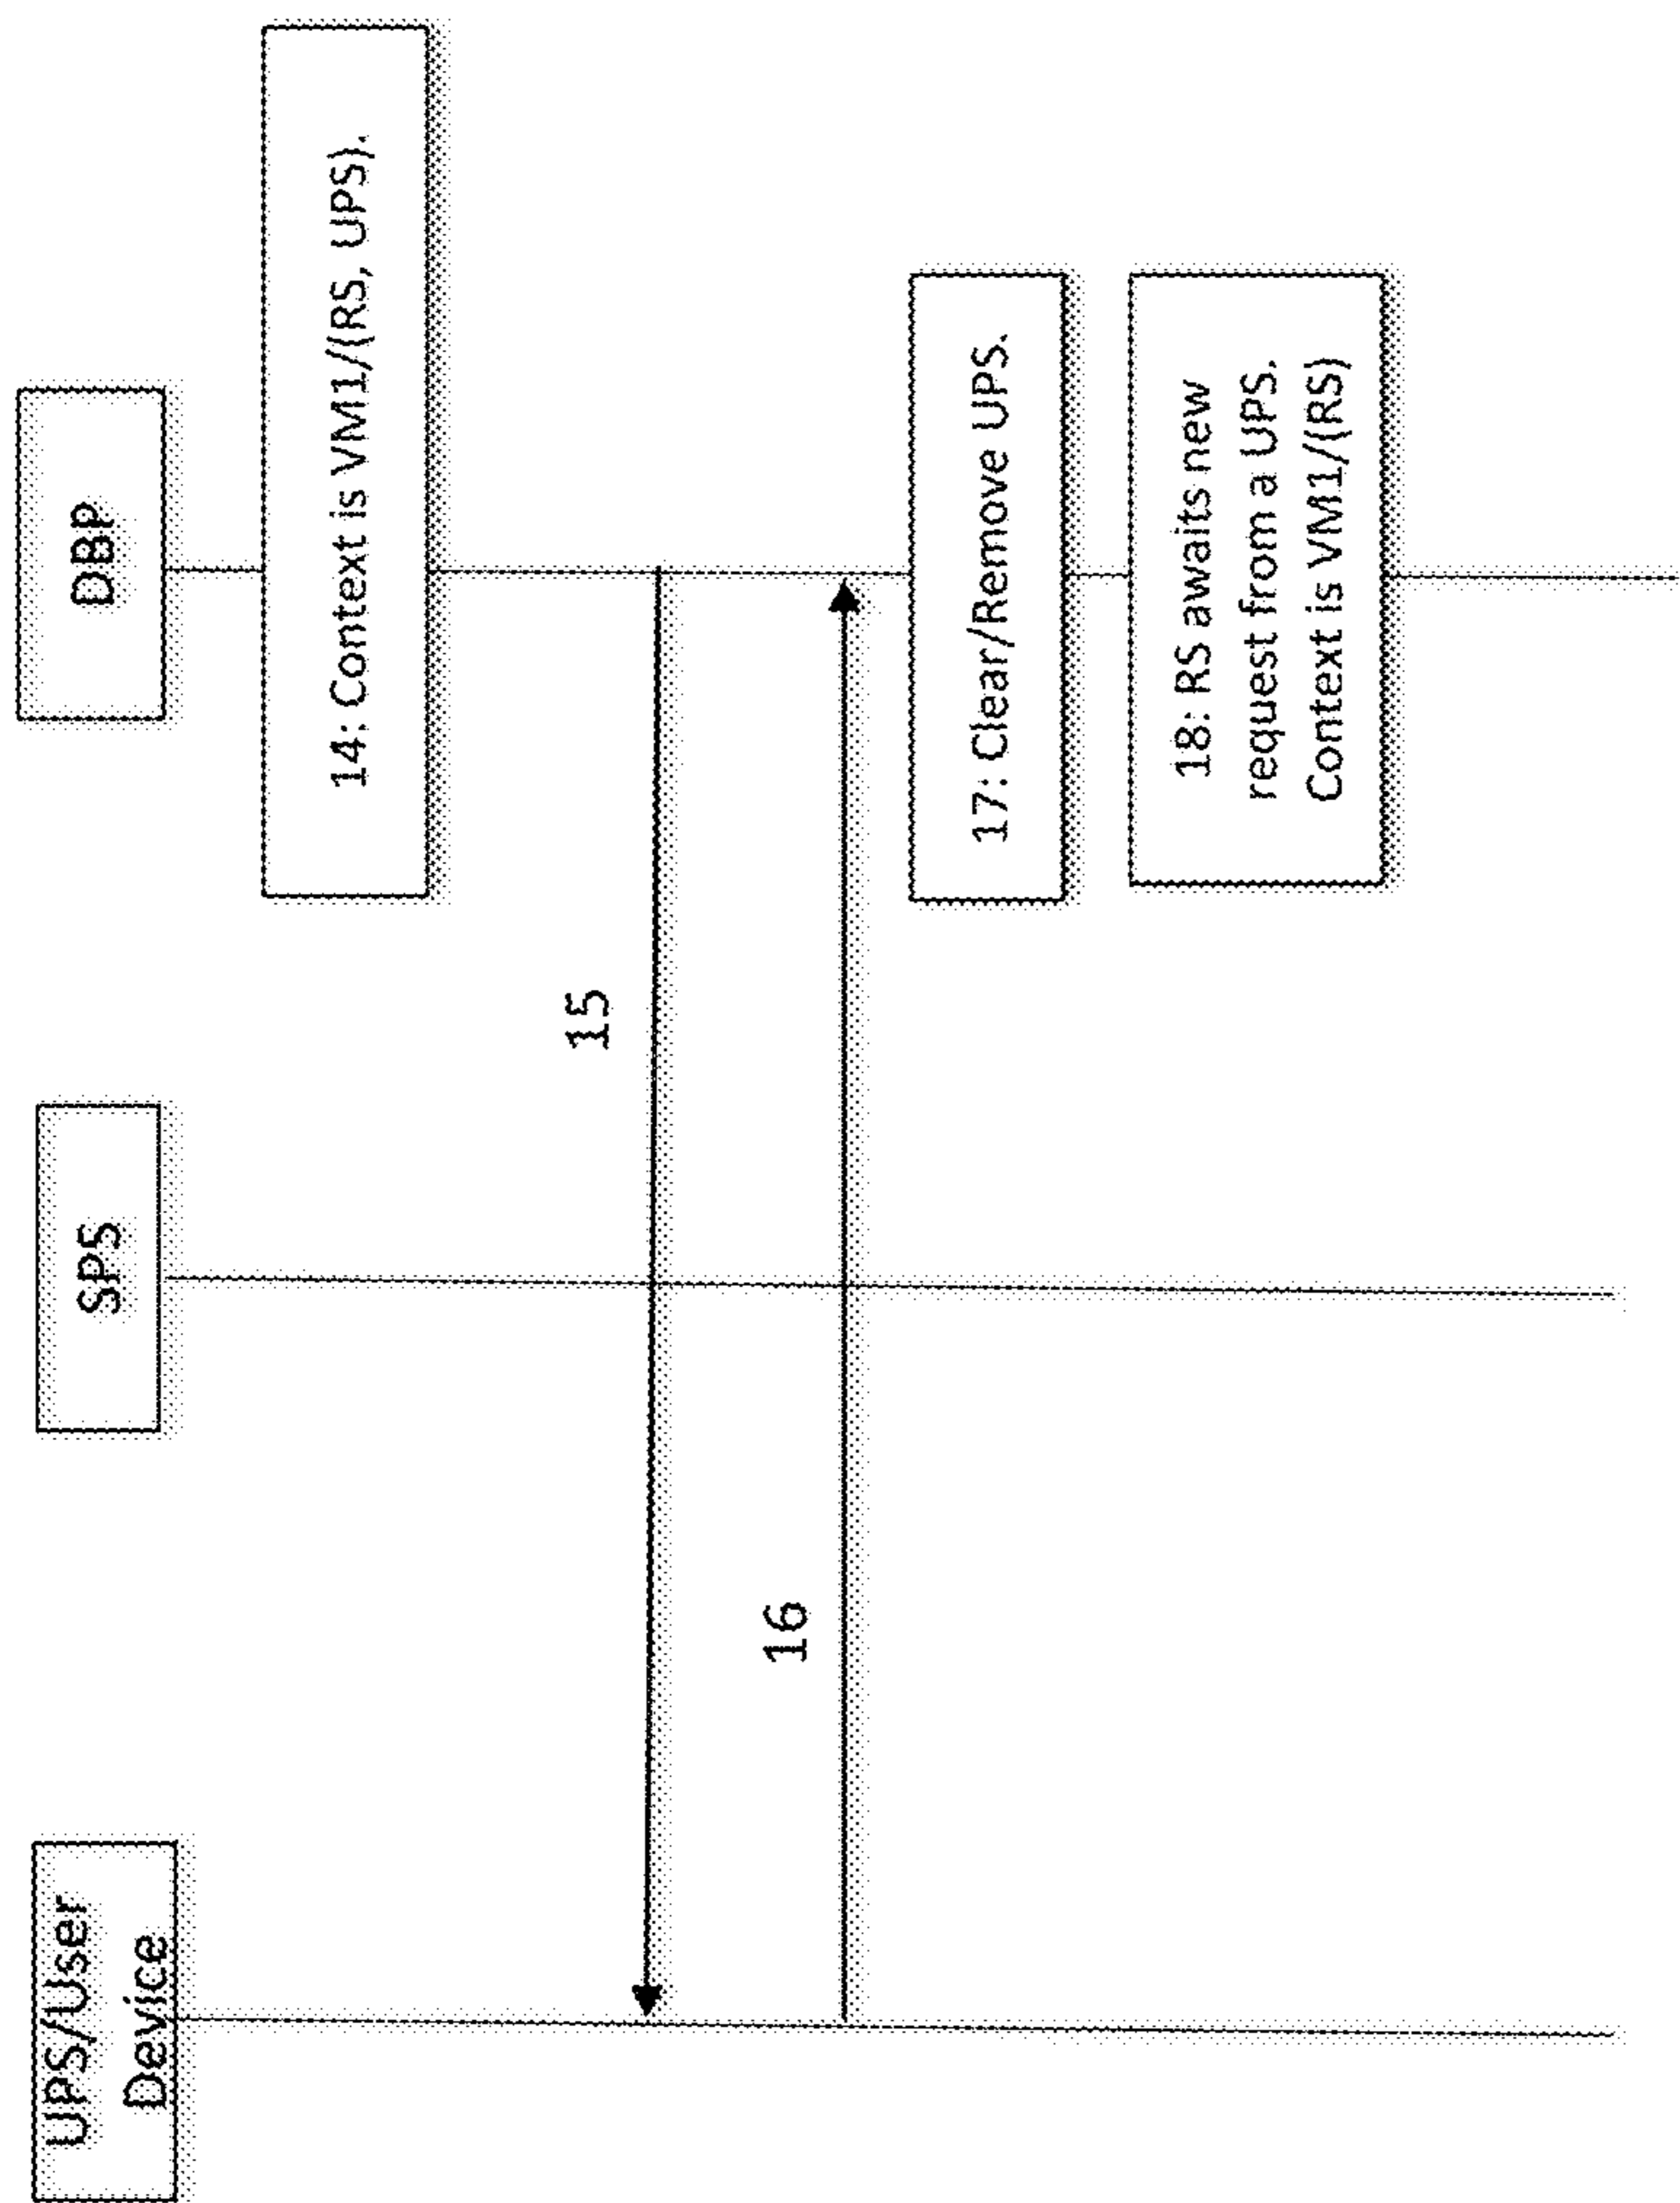 UPS/User
Device
SPS
DBP
14: Context is VM1/(RS, UPS).
15
16
17: Clear/Remove UPS.
18: RS awaits new
request from a UPS.
Context is VM1/(RS)